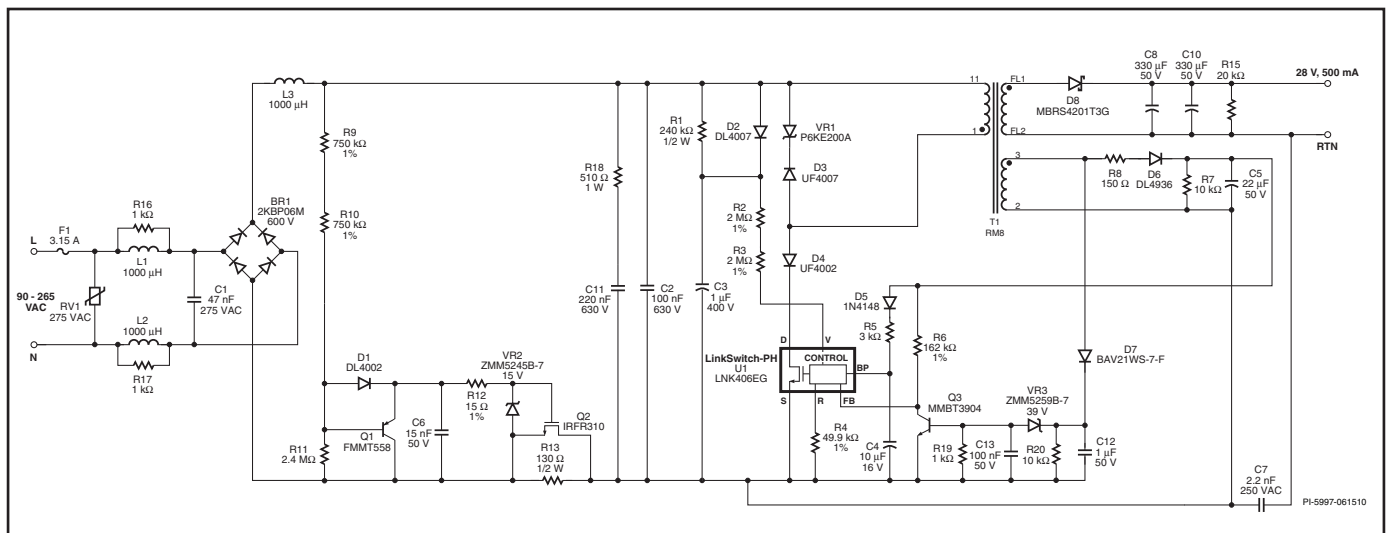 L3
1000 µH
R9
750 kΩ
1%
R10
750 kΩ
1%
R11
2.4 MΩ
F1
3.15 A
L
N
90 - 265
VAC
RV1
275 VAC
R16
1 kΩ
L1
1000 µH
L2
1000 µH
R17
1 kΩ
C1
47 nF
275 VAC
BR1
2KBP06M
600 V
D1
DL4002
Q1
FMMT558
C6
15 nF
50 V
R12
15 Ω
1%
VR2
ZMM5245B-7
15 V
Q2
IRFR310
R13
130 Ω
1/2 W
R18
510 Ω
1 W
C11
220 nF
630 V
C2
100 nF
630 V
R1
240 kΩ
1/2 W
C3
1 µF
400 V
D2
DL4007
R2
2 MΩ
1%
R3
2 MΩ
1%
VR1
P6KE200A
D3
UF4007
D4
UF4002
LinkSwitch-PH
U1
LNK406EG
D
V
CONTROL
BP
S
R
FB
R4
49.9 kΩ
1%
D5
1N4148
R5
3 kΩ
C4
10 µF
16 V
R6
162 kΩ
1%
Q3
MMBT3904
R19
1 kΩ
C13
100 nF
50 V
VR3
ZMM5259B-7
39 V
R20
10 kΩ
C12
1 µF
50 V
D7
BAV21WS-7-F
11
1
FL1
FL2
3
2
T1
RM8
D8
MBRS4201T3G
C8
330 µF
50 V
C10
330 µF
50 V
R15
20 kΩ
28 V, 500 mA
RTN
R8
150 Ω
D6
DL4936
R7
10 kΩ
C5
22 µF
50 V
C7
2.2 nF
250 VAC
PI-5997-061510